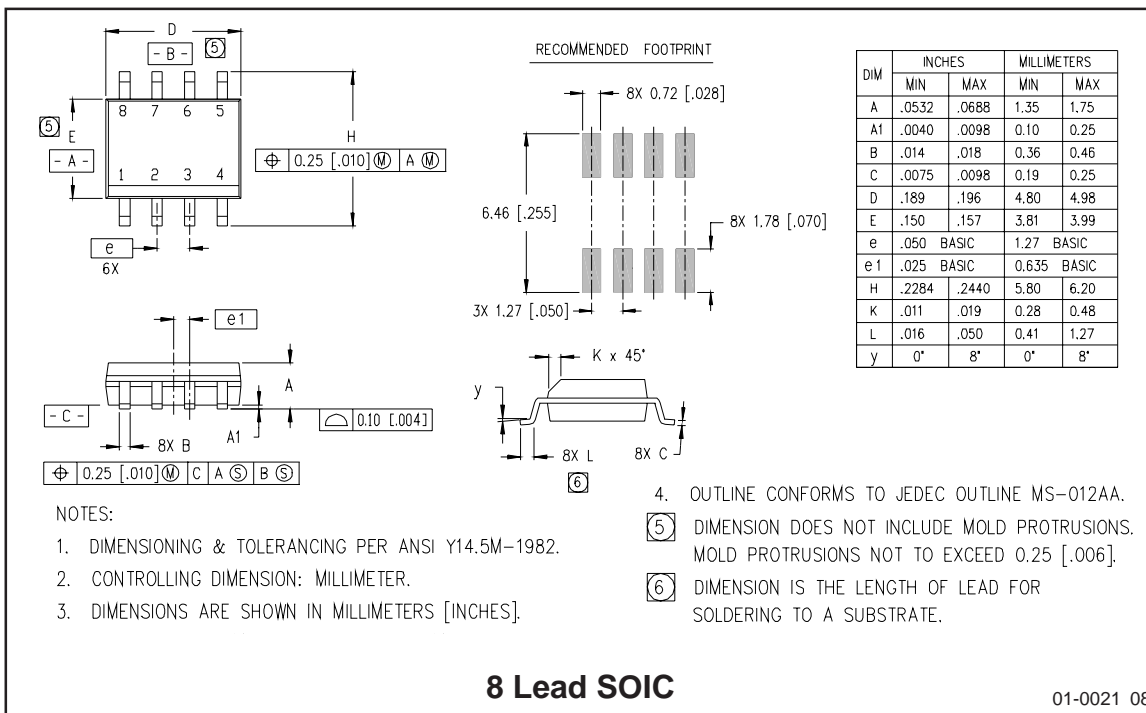 D
- B -
5
8 7 6 5
5
E
- A -
H
⌖ 0.25 [.010] Ⓜ A Ⓜ
1 2 3 4
e
6X
RECOMMENDED FOOTPRINT
8X 0.72 [.028]
6.46 [.255]
8X 1.78 [.070]
3X 1.27 [.050]
DIM INCHES MILLIMETERS
MIN MAX MIN MAX
A .0532 .0688 1.35 1.75
A1 .0040 .0098 0.10 0.25
B .014 .018 0.36 0.46
C .0075 .0098 0.19 0.25
D .189 .196 4.80 4.98
E .150 .157 3.81 3.99
e .050 BASIC 1.27 BASIC
e1 .025 BASIC 0.635 BASIC
H .2284 .2440 5.80 6.20
K .011 .019 0.28 0.48
L .016 .050 0.41 1.27
y 0° 8° 0° 8°
e1
A
- C -
8X B
A1
⌓ 0.10 [.004]
⌖ 0.25 [.010] Ⓜ C A Ⓢ B Ⓢ
K x 45°
y
8X L
8X C
6
NOTES:
1. DIMENSIONING & TOLERANCING PER ANSI Y14.5M-1982.
2. CONTROLLING DIMENSION: MILLIMETER.
3. DIMENSIONS ARE SHOWN IN MILLIMETERS [INCHES].
4. OUTLINE CONFORMS TO JEDEC OUTLINE MS-012AA.
5 DIMENSION DOES NOT INCLUDE MOLD PROTRUSIONS.
MOLD PROTRUSIONS NOT TO EXCEED 0.25 [.006].
6 DIMENSION IS THE LENGTH OF LEAD FOR
SOLDERING TO A SUBSTRATE.
8 Lead SOIC
01-0021 08